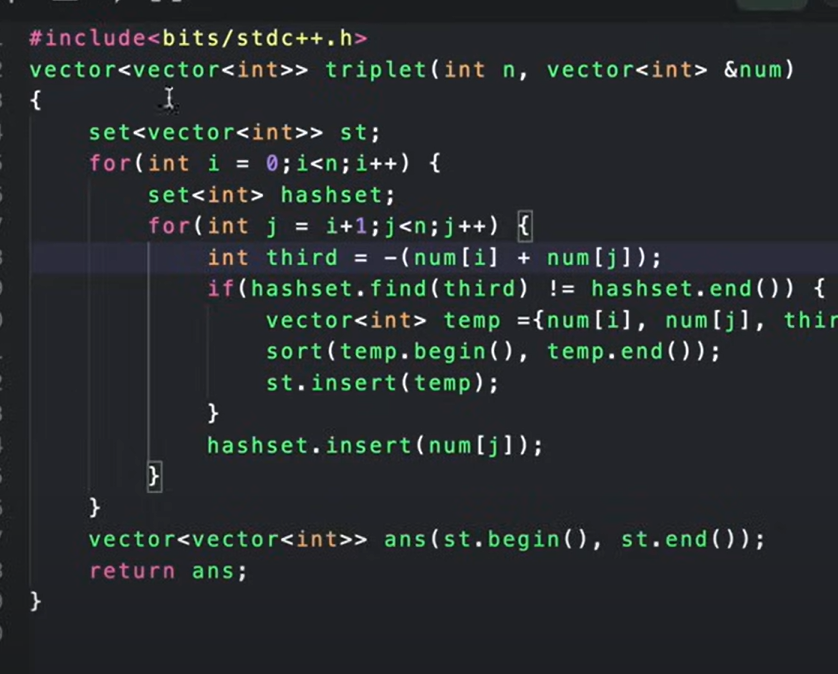 #include<bits/stdc++.h>
vector<vector<int>> triplet(int n, vector<int> &num)
{
    set<vector<int>> st;
    for(int i = 0;i<n;i++) {
        set<int> hashset;
        for(int j = i+1;j<n;j++) {
            int third = -(num[i] + num[j]);
            if(hashset.find(third) != hashset.end()) {
                vector<int> temp ={num[i], num[j],
                sort(temp.begin(), temp.end());
                st.insert(temp);
            }
            hashset.insert(num[j]);
        }
    }
    vector<vector<int>> ans(st.begin(), st.end());
    return ans;
}